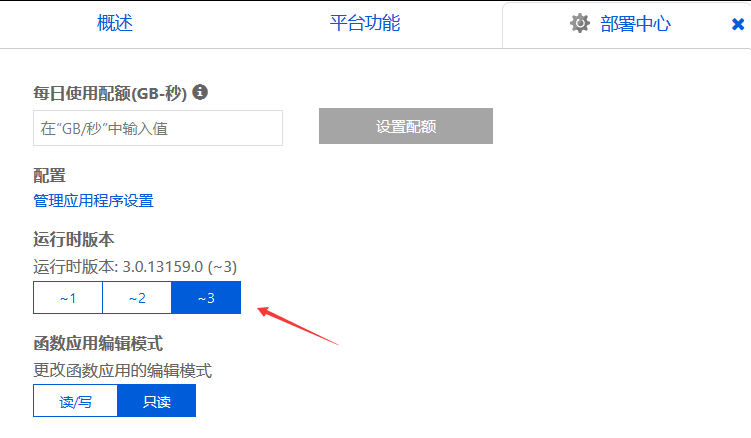 概述 平台功能 部署中心
每日使用配额(GB-秒)
在“GB/秒”中输入值 设置配额
配置
管理应用程序设置
运行时版本
运行时版本: 3.0.13159.0 (~3)
~1 ~2 ~3
函数应用编辑模式
更改函数应用的编辑模式
读/写 只读